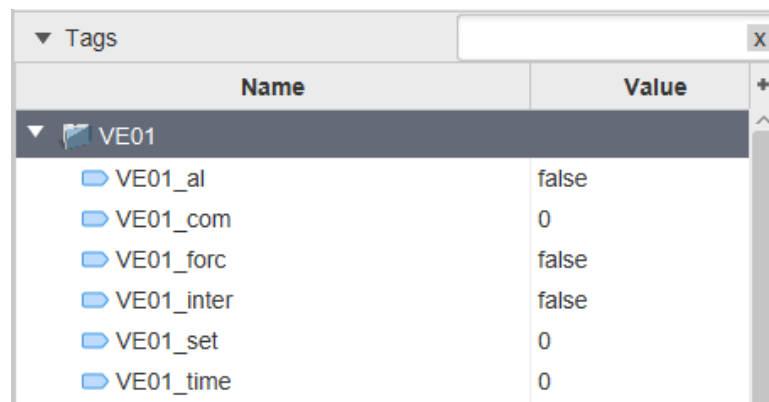 Tags x
Name Value +
VE01
VE01_al false
VE01_com 0
VE01_forc false
VE01_inter false
VE01_set 0
VE01_time 0